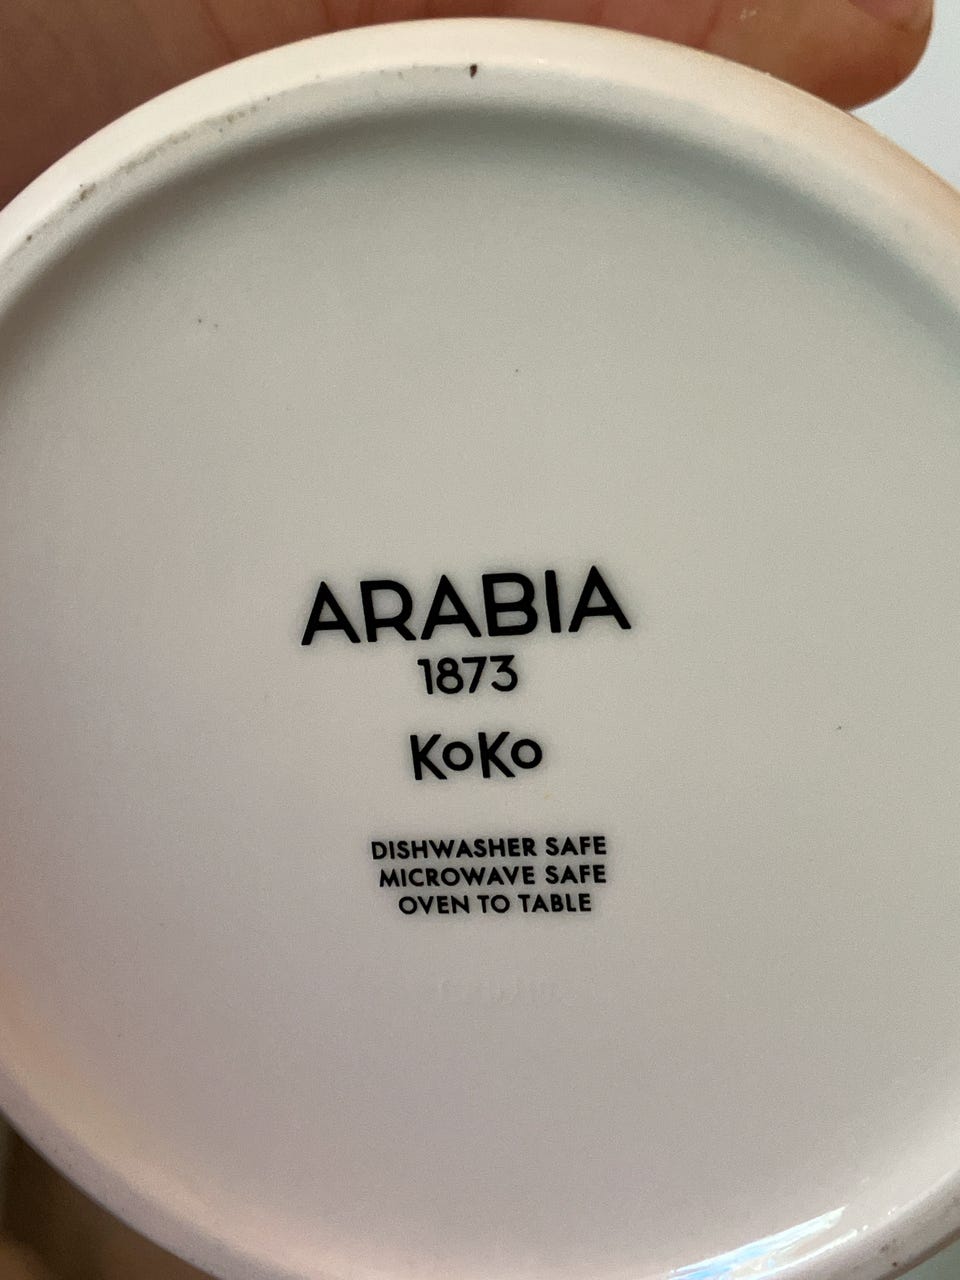 ARABIA
1873
KoKo
DISHWASHER SAFE
MICROWAVE SAFE
OVEN TO TABLE